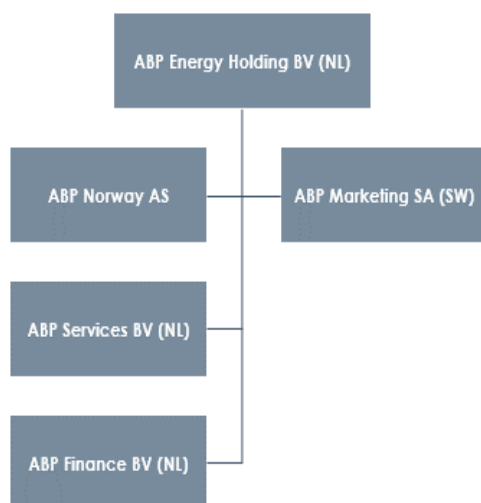 ABP Energy Holding BV (NL)
ABP Norway AS
ABP Marketing SA (SW)
ABP Services BV (NL)
ABP Finance BV (NL)